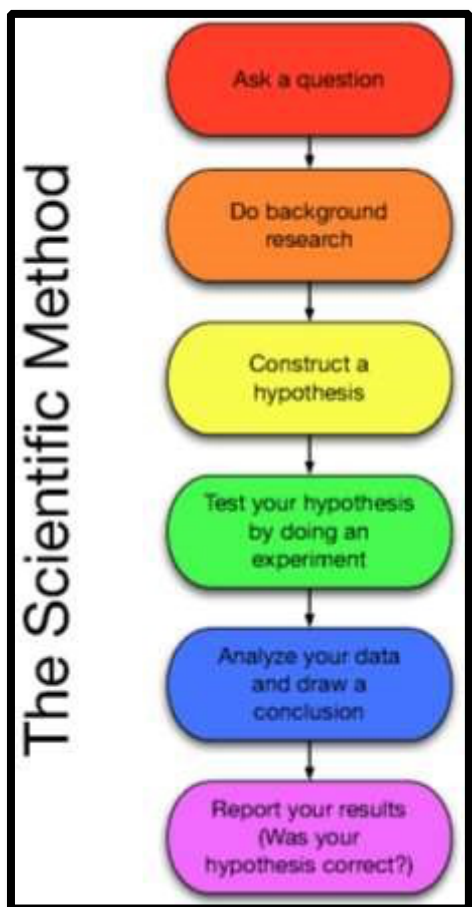 The Scientific Method
Ask a question
Do background
research
Construct a
hypothesis
Test your hypothesis
by doing an
experiment
Analyze your data
and draw a
conclusion
Report your results
(Was your
hypothesis correct?)